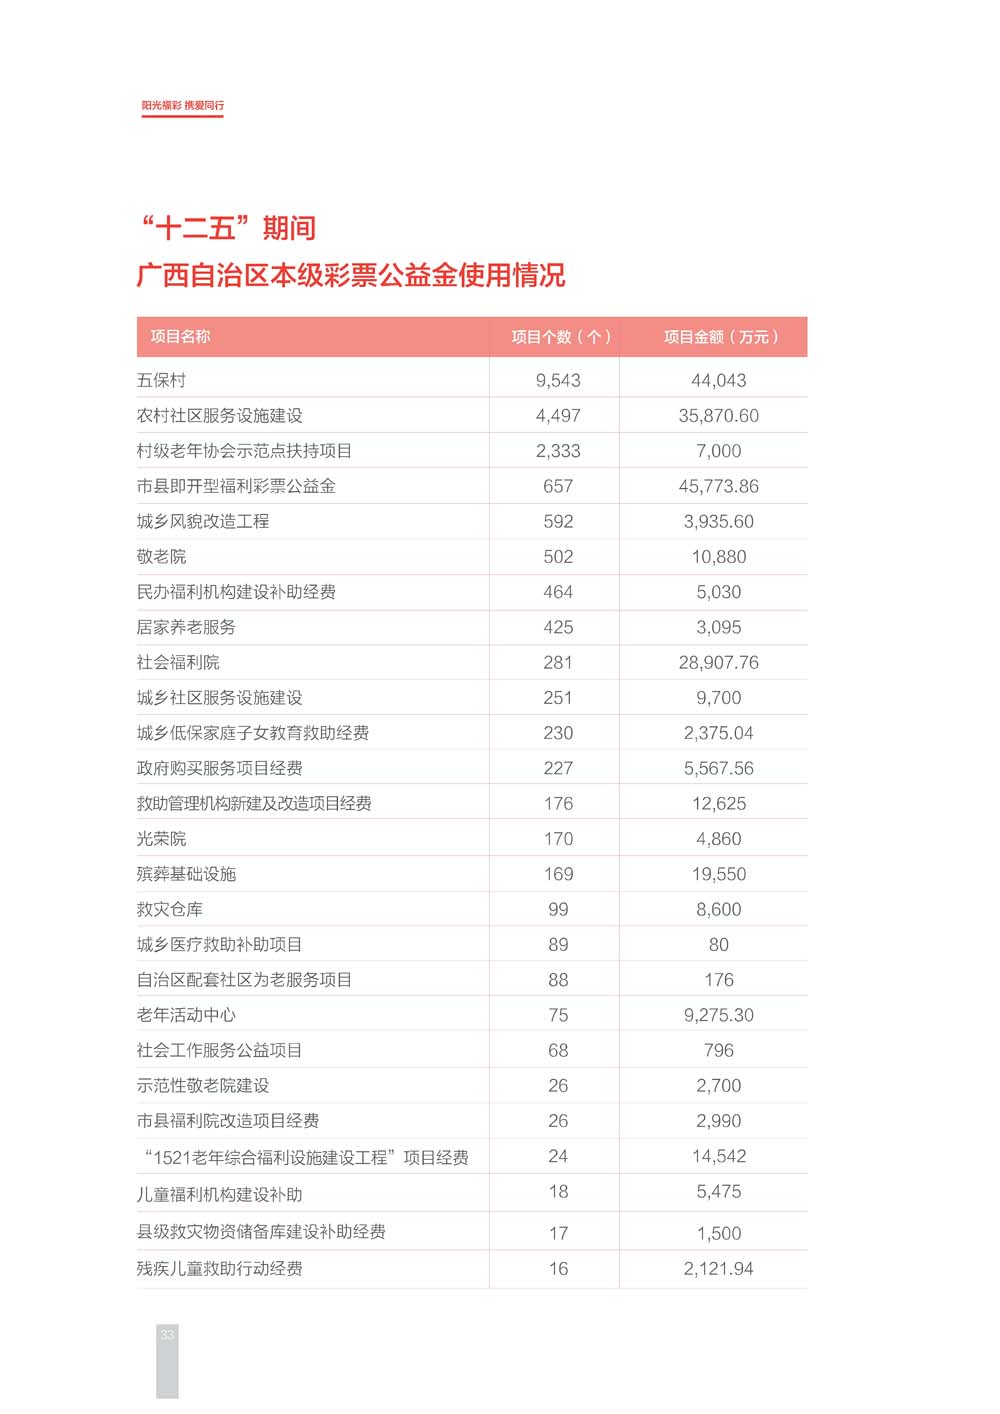 阳光福彩 携爱同行
“十二五”期间
广西自治区本级彩票公益金使用情况
项目名称 项目个数（个） 项目金额（万元）
五保村 9,543 44,043
农村社区服务设施建设 4,497 35,870.60
村级老年协会示范点扶持项目 2,333 7,000
市县即开型福利彩票公益金 657 45,773.86
城乡风貌改造工程 592 3,935.60
敬老院 502 10,880
民办福利机构建设补助经费 464 5,030
居家养老服务 425 3,095
社会福利院 281 28,907.76
城乡社区服务设施建设 251 9,700
城乡低保家庭子女教育救助经费 230 2,375.04
政府购买服务项目经费 227 5,567.56
救助管理机构新建及改造项目经费 176 12,625
光荣院 170 4,860
殡葬基础设施 169 19,550
救灾仓库 99 8,600
城乡医疗救助补助项目 89 80
自治区配套社区为老服务项目 88 176
老年活动中心 75 9,275.30
社会工作服务公益项目 68 796
示范性敬老院建设 26 2,700
市县福利院改造项目经费 26 2,990
“1521老年综合福利设施建设工程”项目经费 24 14,542
儿童福利机构建设补助 18 5,475
县级救灾物资储备库建设补助经费 17 1,500
残疾儿童救助行动经费 16 2,121.94
33